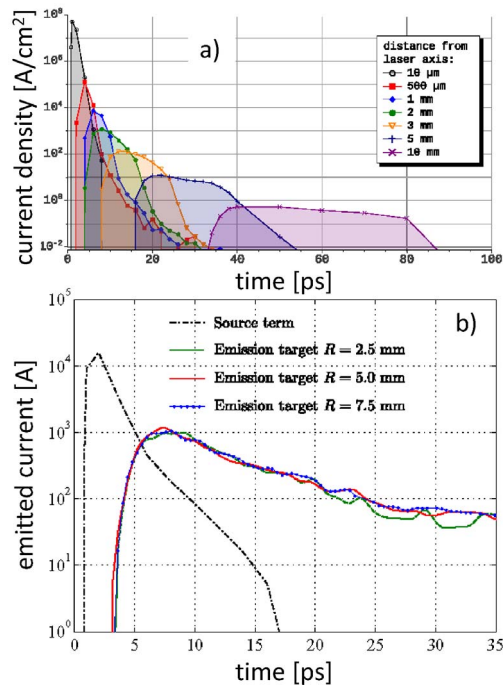 a)
current density [A/cm²]
10⁸
10⁶
10⁴
10²
10⁰
10⁻²
distance from
laser axis:
10 μm
500 μm
1 mm
2 mm
3 mm
5 mm
10 mm
0 20 40 60 80 100
time [ps]
b)
emitted current [A]
10⁵
10⁴
10³
10²
10¹
10⁰
Source term
Emission target R = 2.5 mm
Emission target R = 5.0 mm
Emission target R = 7.5 mm
0 5 10 15 20 25 30 35
time [ps]